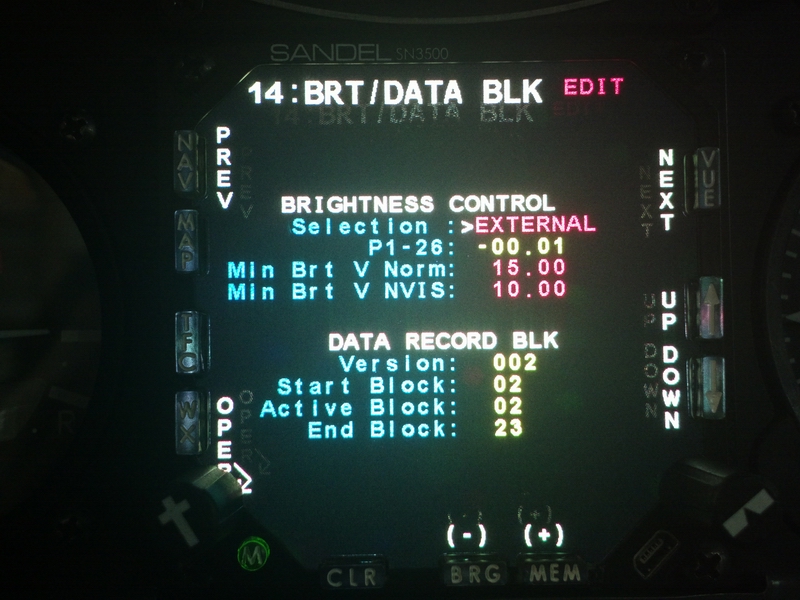 SANDEL SN3500
14:BRT/DATA BLK EDIT
PREV
NEXT
NAV
VUE
BRIGHTNESS CONTROL
Selection :>EXTERNAL
P1-26: -00.01
Min Brt V Norm: 15.00
Min Brt V NVIS: 10.00
MAP
UP DOWN
DATA RECORD BLK
Version: 002
Start Block: 02
Active Block: 02
End Block: 23
WX
OPER
(-) (+)
M
CLR BRG MEM